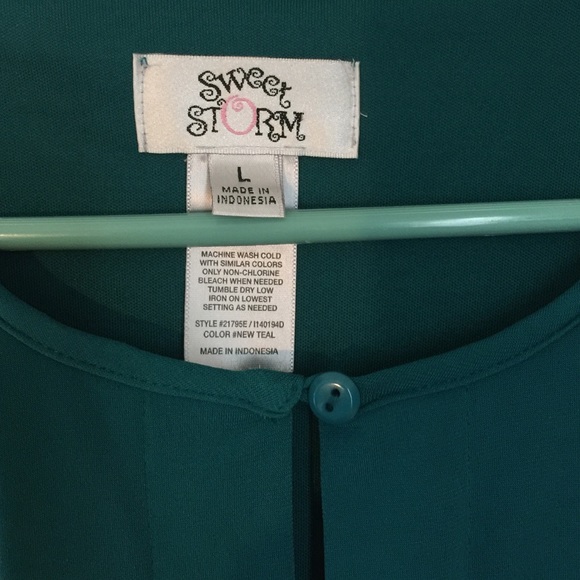 Sweet
STORM
L
MADE IN
INDONESIA
MACHINE WASH COLD
WITH SIMILAR COLORS
ONLY NON-CHLORINE
BLEACH WHEN NEEDED
TUMBLE DRY LOW
IRON ON LOWEST
SETTING AS NEEDED
STYLE #21795E / I140194D
COLOR #NEW TEAL
MADE IN INDONESIA